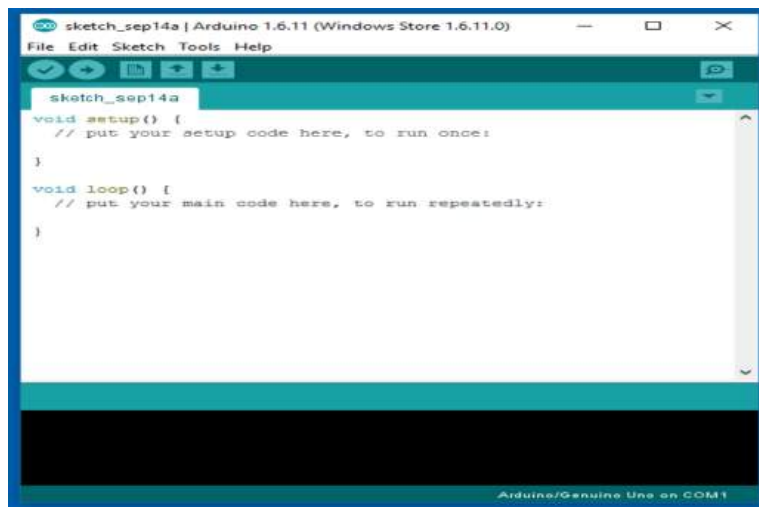 sketch_sep14a | Arduino 1.6.11 (Windows Store 1.6.11.0)
File Edit Sketch Tools Help
sketch_sep14a
void setup() {
// put your setup code here, to run once:
}
void loop() {
// put your main code here, to run repeatedly:
}
Arduino/Genuino Uno on COM1